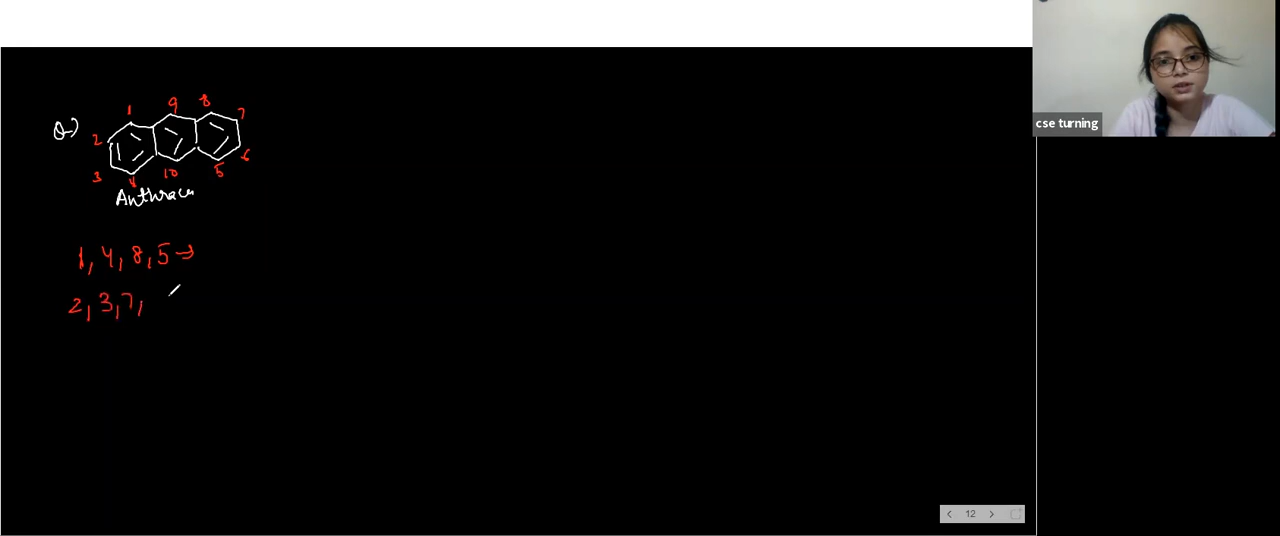 Q-)
1 9 8 7
2
3 4 10 5 6
Anthrace
1, 4, 8, 5 →
2, 3, 7,
cse turning
< 12 >